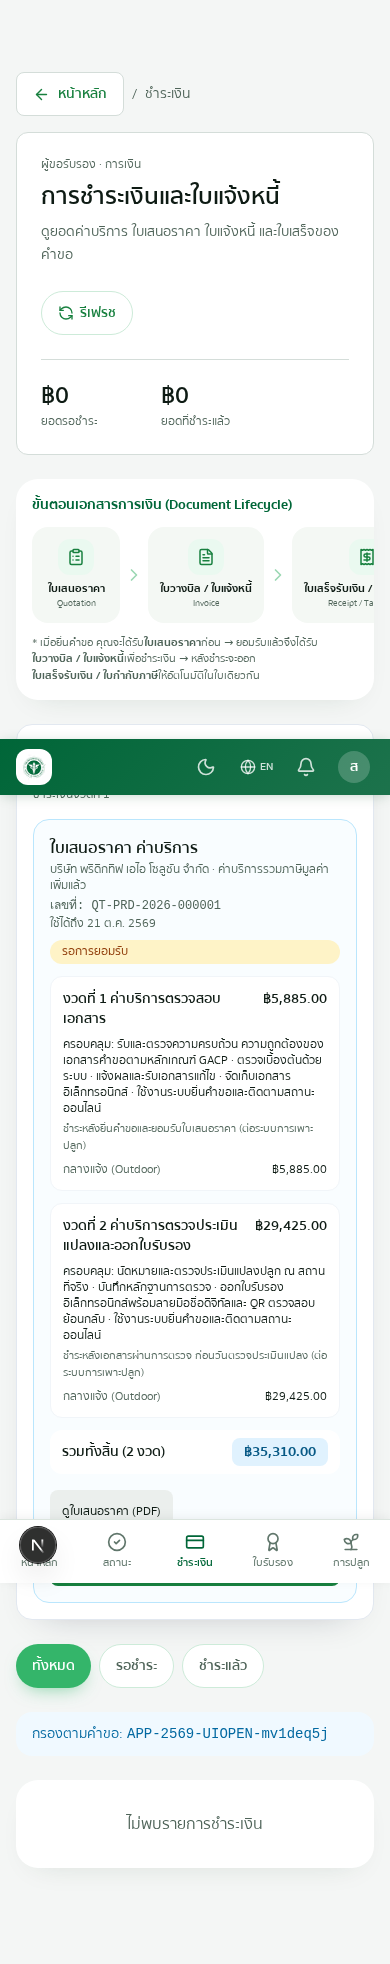 หน้าหลัก / ชำระเงิน
ผู้ขอรับรอง · การเงิน
การชำระเงินและใบแจ้งหนี้
ดูยอดค่าบริการ ใบเสนอราคา ใบแจ้งหนี้ และใบเสร็จของ
คำขอ
รีเฟรช
฿0 ฿0
ยอดรอชำระ ยอดที่ชำระแล้ว
ขั้นตอนเอกสารการเงิน (Document Lifecycle)
ใบเสนอราคา ใบวางบิล / ใบแจ้งหนี้ ใบเสร็จรับเงิน /
Quotation Invoice Receipt / Ta
* เมื่อยื่นคำขอ คุณจะได้รับใบเสนอราคาก่อน → ยอมรับแล้วจึงได้รับ
ใบวางบิล / ใบแจ้งหนี้เพื่อชำระเงิน → หลังชำระจะออก
ใบเสร็จรับเงิน / ใบกำกับภาษีให้อัตโนมัติในใบเดียวกัน
EN ส
ใบเสนอราคา ค่าบริการ
บริษัท พรีดิกทิฟ เอไอ โซลูชัน จำกัด · ค่าบริการรวมภาษีมูลค่า
เพิ่มแล้ว
เลขที่: QT-PRD-2026-000001
ใช้ได้ถึง 21 ต.ค. 2569
รอการยอมรับ
งวดที่ 1 ค่าบริการตรวจสอบ ฿5,885.00
เอกสาร
ครอบคลุม: รับและตรวจความครบถ้วน ความถูกต้องของ
เอกสารคำขอตามหลักเกณฑ์ GACP · ตรวจเบื้องต้นด้วย
ระบบ · แจ้งผลและรับเอกสารแก้ไข · จัดเก็บเอกสาร
อิเล็กทรอนิกส์ · ใช้งานระบบยื่นคำขอและติดตามสถานะ
ออนไลน์
ชำระหลังยื่นคำขอและยอมรับใบเสนอราคา (ต่อระบบการเพาะ
ปลูก)
กลางแจ้ง (Outdoor) ฿5,885.00
งวดที่ 2 ค่าบริการตรวจประเมิน ฿29,425.00
แปลงและออกใบรับรอง
ครอบคลุม: นัดหมายและตรวจประเมินแปลงปลูก ณ สถาน
ที่จริง · บันทึกหลักฐานการตรวจ · ออกใบรับรอง
อิเล็กทรอนิกส์พร้อมลายมือชื่อดิจิทัลและ QR ตรวจสอบ
ย้อนกลับ · ใช้งานระบบยื่นคำขอและติดตามสถานะ
ออนไลน์
ชำระหลังเอกสารผ่านการตรวจ ก่อนวันตรวจประเมินแปลง (ต่อ
ระบบการเพาะปลูก)
กลางแจ้ง (Outdoor) ฿29,425.00
รวมทั้งสิ้น (2 งวด) ฿35,310.00
ดูใบเสนอราคา (PDF)
N
สถานะ ชำระเงิน ใบรับรอง การปลูก
ทั้งหมด รอชำระ ชำระแล้ว
กรองตามคำขอ: APP-2569-UIOPEN-mv1deq5j
ไม่พบรายการชำระเงิน